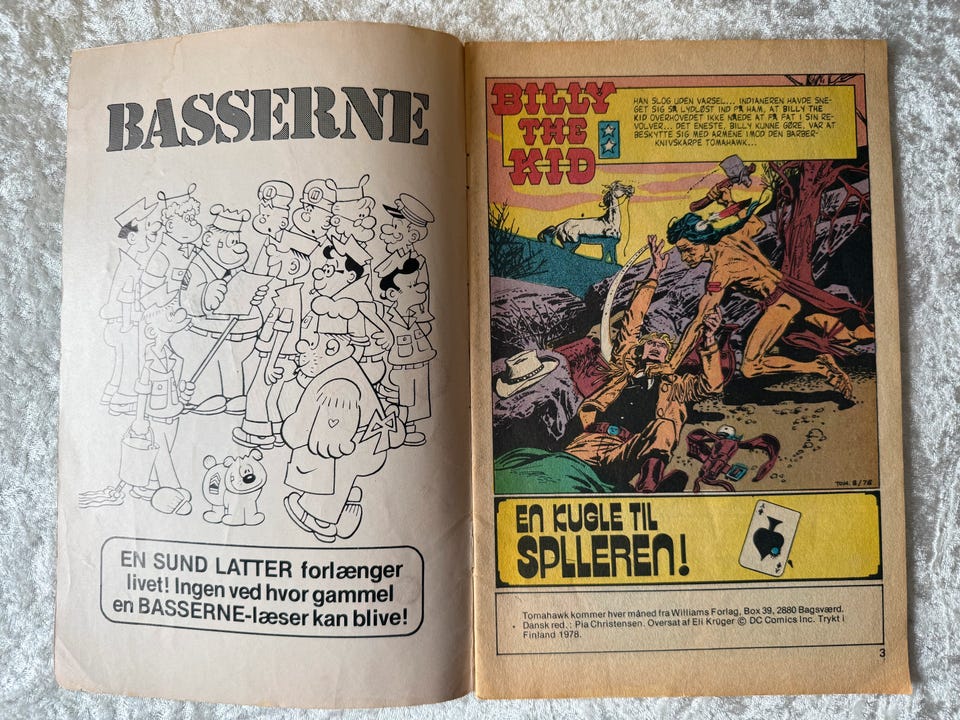 BASSERNE
EN SUND LATTER forlænger
livet! Ingen ved hvor gammel
en BASSERNE-læser kan blive!
BILLY
THE
KID
HAN SLOG UDEN VARSEL... INDIANEREN HAVDE SNE-
GET SIG SÅ LYDLØST IND PÅ HAM, AT BILLY THE
KID OVERHOVEDET IKKE NÅEDE AT FÅ FAT I SIN RE-
VOLVER... DET ENESTE, BILLY KUNNE GØRE, VAR AT
BESKYTTE SIG MED ARMENE IMOD DEN BARBER-
KNIVSKARPE TOMAHAWK...
TOM. 8/78
EN KUGLE TIL
SPLLEREN!
Tomahawk kommer hver måned fra Williams Forlag, Box 39, 2880 Bagsværd.
Dansk red.: Pia Christensen. Oversat af Eli Krüger © DC Comics Inc. Trykt i
Finland 1978.
3